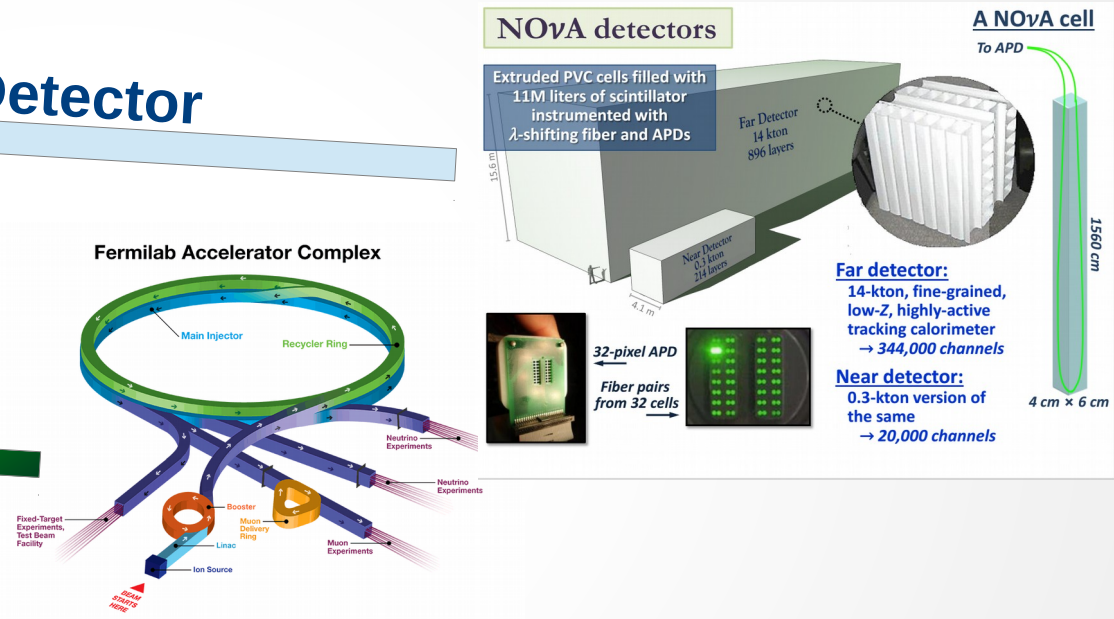 Detector
Fermilab Accelerator Complex
Main Injector
Recycler Ring
Neutrino
Experiments
Neutrino
Experiments
Fixed-Target
Experiments,
Test Beam
Facility
Booster
Muon
Delivery
Ring
Linac
Muon
Experiments
Ion Source
BEAM
STARTS
HERE
NOνA detectors
Extruded PVC cells filled with
11M liters of scintillator
instrumented with
λ-shifting fiber and APDs
15.6 m
Far Detector
14 kton
896 layers
Near Detector
0.3 kton
214 layers
4.1 m
A NOνA cell
To APD
1560 cm
4 cm × 6 cm
32-pixel APD
Fiber pairs
from 32 cells
Far detector:
14-kton, fine-grained,
low-Z, highly-active
tracking calorimeter
→ 344,000 channels
Near detector:
0.3-kton version of
the same
→ 20,000 channels